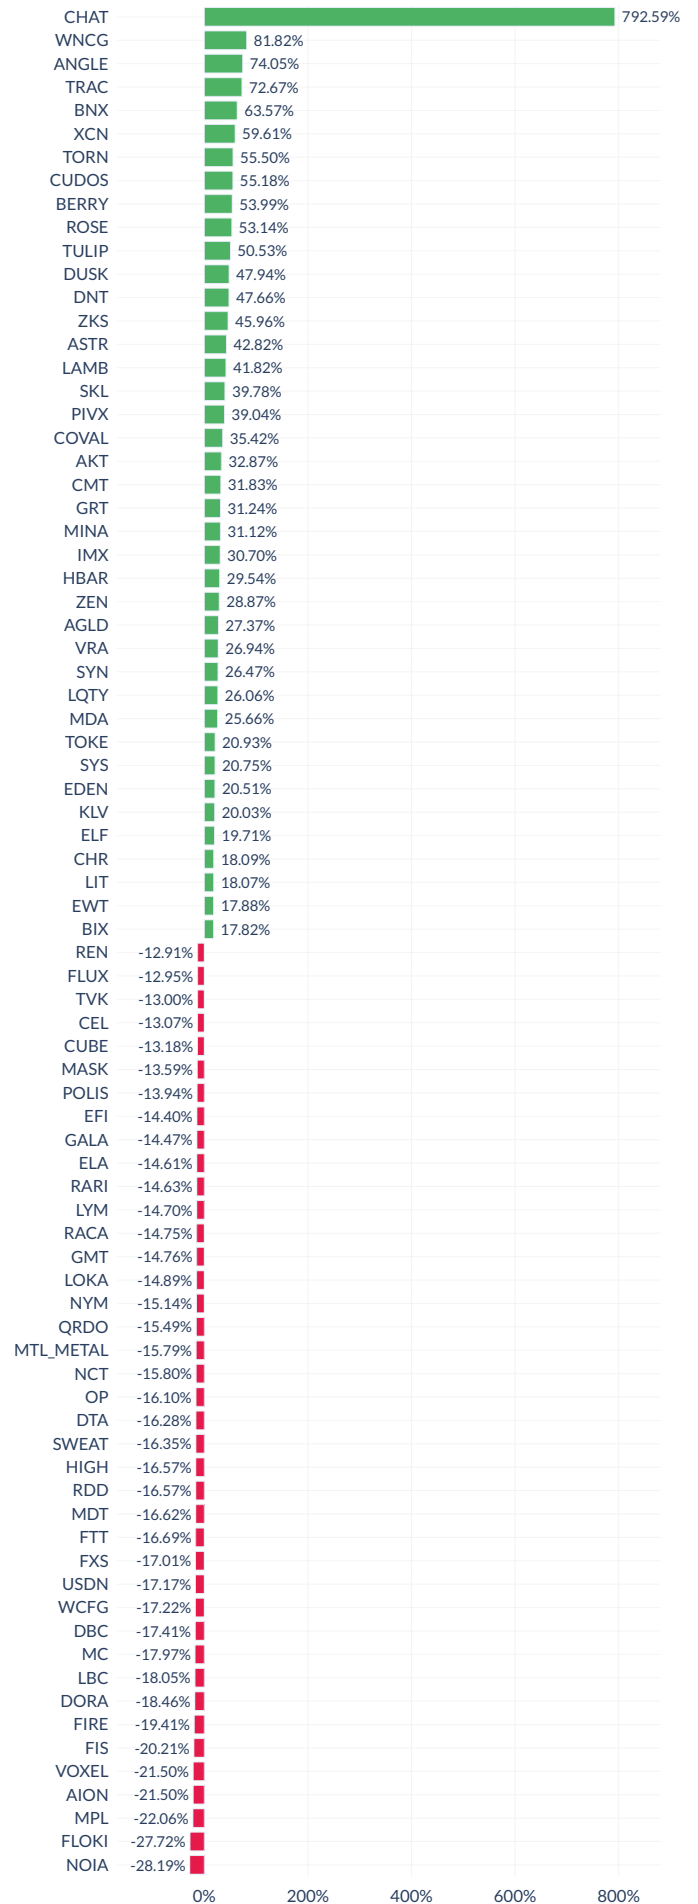 CHAT 792.59%
WNCG 81.82%
ANGLE 74.05%
TRAC 72.67%
BNX 63.57%
XCN 59.61%
TORN 55.50%
CUDOS 55.18%
BERRY 53.99%
ROSE 53.14%
TULIP 50.53%
DUSK 47.94%
DNT 47.66%
ZKS 45.96%
ASTR 42.82%
LAMB 41.82%
SKL 39.78%
PIVX 39.04%
COVAL 35.42%
AKT 32.87%
CMT 31.83%
GRT 31.24%
MINA 31.12%
IMX 30.70%
HBAR 29.54%
ZEN 28.87%
AGLD 27.37%
VRA 26.94%
SYN 26.47%
LQTY 26.06%
MDA 25.66%
TOKE 20.93%
SYS 20.75%
EDEN 20.51%
KLV 20.03%
ELF 19.71%
CHR 18.09%
LIT 18.07%
EWT 17.88%
BIX 17.82%
REN -12.91%
FLUX -12.95%
TVK -13.00%
CEL -13.07%
CUBE -13.18%
MASK -13.59%
POLIS -13.94%
EFI -14.40%
GALA -14.47%
ELA -14.61%
RARI -14.63%
LYM -14.70%
RACA -14.75%
GMT -14.76%
LOKA -14.89%
NYM -15.14%
QRDO -15.49%
MTL_METAL -15.79%
NCT -15.80%
OP -16.10%
DTA -16.28%
SWEAT -16.35%
HIGH -16.57%
RDD -16.57%
MDT -16.62%
FTT -16.69%
FXS -17.01%
USDN -17.17%
WCFG -17.22%
DBC -17.41%
MC -17.97%
LBC -18.05%
DORA -18.46%
FIRE -19.41%
FIS -20.21%
VOXEL -21.50%
AION -21.50%
MPL -22.06%
FLOKI -27.72%
NOIA -28.19%
0% 200% 400% 600% 800%